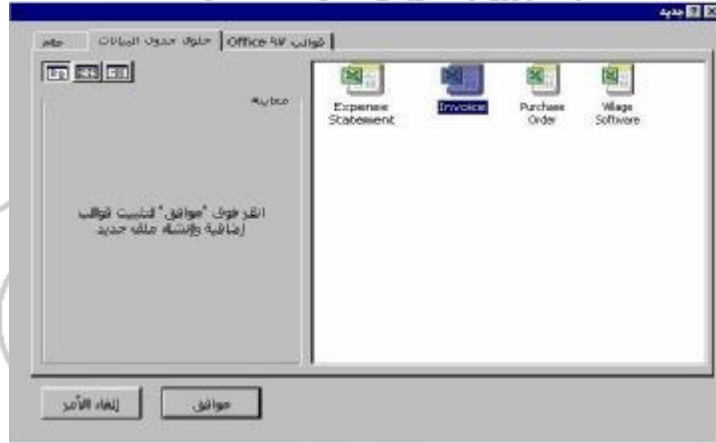 جديد
عام
حلول جدول البيانات
قوالب Office ٩٧
معاينة
انقر فوق "موافق" لتثبيت قوالب
إضافية وإنشاء ملف جديد
Expense
Statement
Invoice
Purchase
Order
Village
Software
موافق
إلغاء الأمر